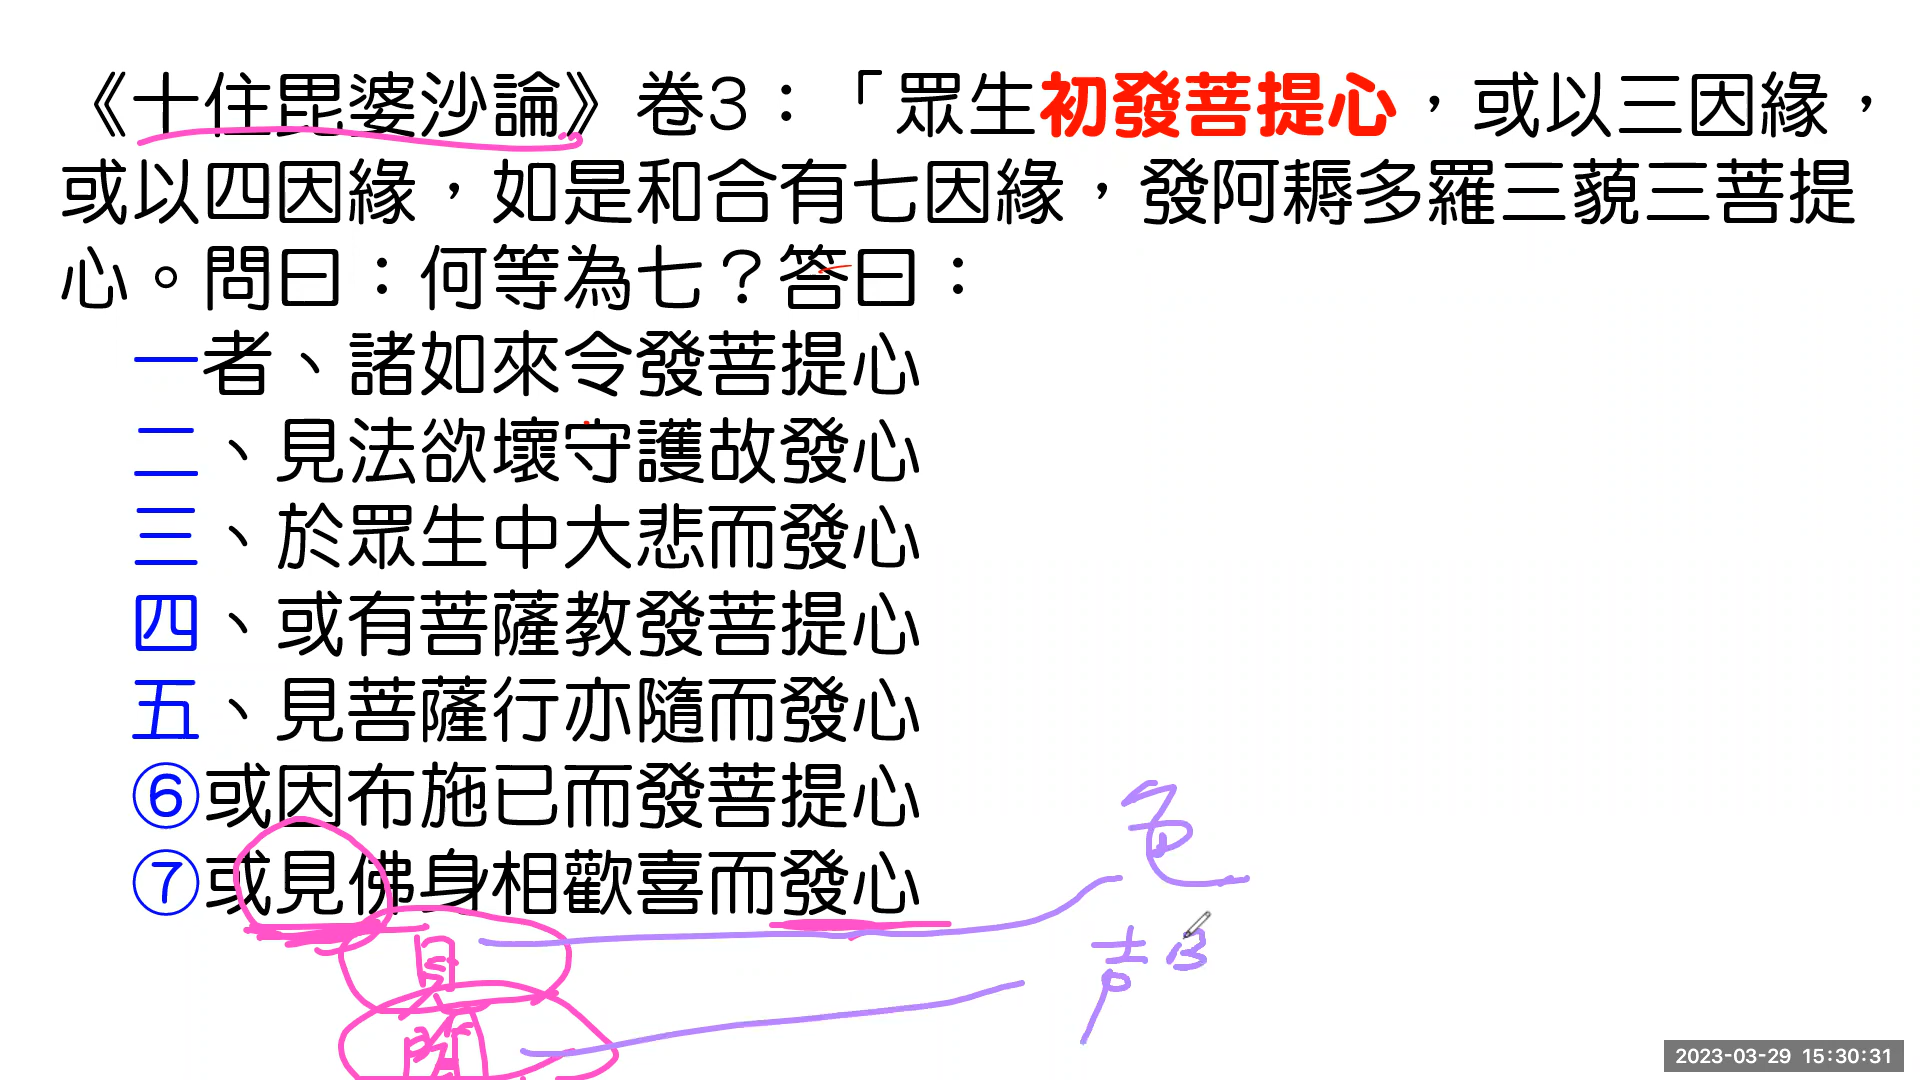 《十住毘婆沙論》卷3：「眾生初發菩提心，或以三因緣，
或以四因緣，如是和合有七因緣，發阿耨多羅三藐三菩提
心。問曰：何等為七？答曰：
一者、諸如來令發菩提心
二、見法欲壞守護故發心
三、於眾生中大悲而發心
四、或有菩薩教發菩提心
五、見菩薩行亦隨而發心
⑥或因布施已而發菩提心
⑦或見佛身相歡喜而發心
見
聞
色
2023-03-29 15:30:31